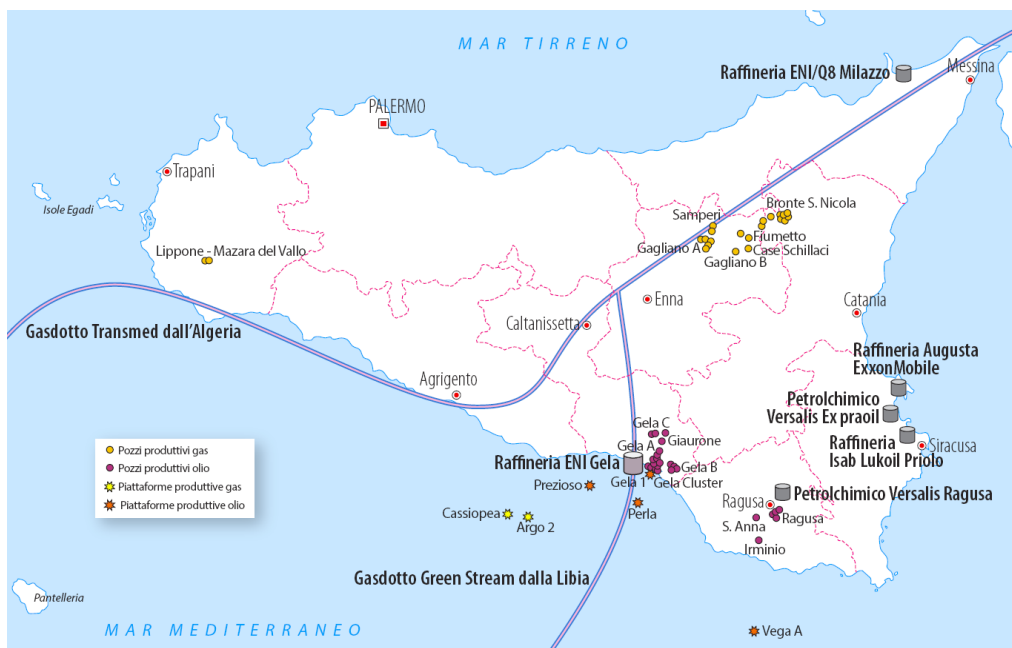 MAR TIRRENO
Raffineria ENI/Q8 Milazzo
Messina
PALERMO
Trapani
Isole Egadi
Bronte S. Nicola
Samperi
Fiumetto
Gagliano A
Case Schillaci
Lippone - Mazara del Vallo
Gagliano B
Enna
Catania
Gasdotto Transmed dall'Algeria
Caltanissetta
Raffineria Augusta
ExxonMobile
Agrigento
Petrolchimico
Versalis Ex praoil
Gela C
Giaurone
Gela A
Raffineria
Isab Lukoil Priolo
Siracusa
Pozzi produttivi gas
Pozzi produttivi olio
Piattaforme produttive gas
Piattaforme produttive olio
Raffineria ENI Gela
Gela B
Gela 1
Gela Cluster
Prezioso
Petrolchimico Versalis Ragusa
Ragusa
Cassiopea
Argo 2
Perla
S. Anna
Ragusa
Irminio
Gasdotto Green Stream dalla Libia
Pantelleria
MAR MEDITERRANEO
Vega A